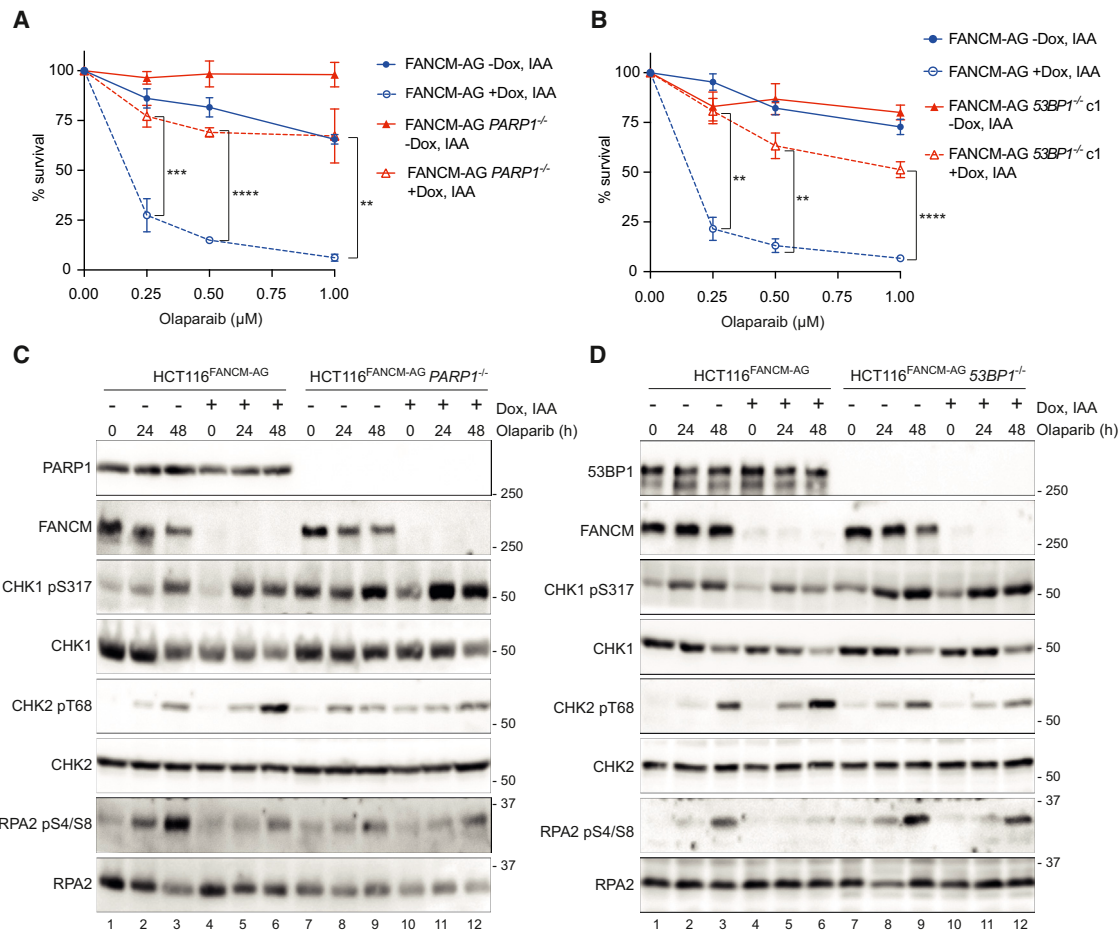 A
100
75
50
25
0
% survival
0.00 0.25 0.50 0.75 1.00
Olaparaib (μM)
***
****
**
FANCM-AG -Dox, IAA
FANCM-AG +Dox, IAA
FANCM-AG PARP1-/-
-Dox, IAA
FANCM-AG PARP1-/-
+Dox, IAA
B
100
75
50
25
0
% survival
0.00 0.25 0.50 0.75 1.00
Olaparaib (μM)
**
**
****
FANCM-AG -Dox, IAA
FANCM-AG +Dox, IAA
FANCM-AG 53BP1-/- c1
-Dox, IAA
FANCM-AG 53BP1-/- c1
+Dox, IAA
C
HCT116FANCM-AG HCT116FANCM-AG PARP1-/-
- - - + + + - - - + + +
0 24 48 0 24 48 0 24 48 0 24 48
PARP1
- 250
FANCM
- 250
CHK1 pS317
- 50
CHK1
- 50
CHK2 pT68
- 50
CHK2
- 50
- 37
RPA2 pS4/S8
- 37
RPA2
1 2 3 4 5 6 7 8 9 10 11 12
D
HCT116FANCM-AG HCT116FANCM-AG 53BP1-/-
- - - + + + - - - + + + Dox, IAA
0 24 48 0 24 48 0 24 48 0 24 48 Olaparib (h)
53BP1
- 250
FANCM
- 250
CHK1 pS317
- 50
CHK1
- 50
CHK2 pT68
- 50
CHK2
- 50
- 37
RPA2 pS4/S8
- 37
RPA2
1 2 3 4 5 6 7 8 9 10 11 12